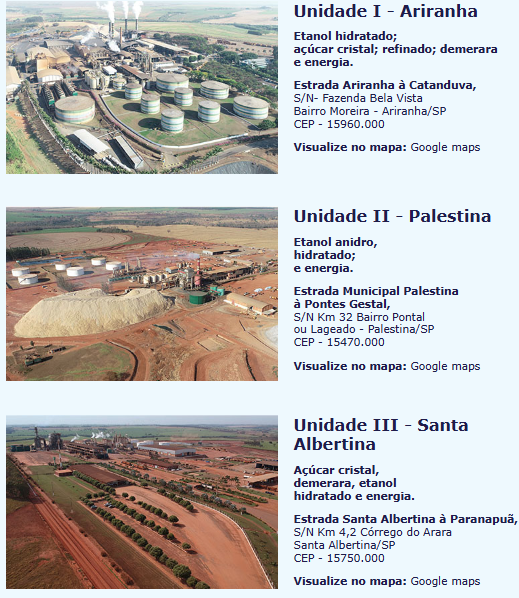 Unidade I - Ariranha
Etanol hidratado;
açúcar cristal; refinado; demerara
e energia.
Estrada Ariranha à Catanduva,
S/N- Fazenda Bela Vista
Bairro Moreira - Ariranha/SP
CEP - 15960.000
Visualize no mapa: Google maps
Unidade II - Palestina
Etanol anidro,
hidratado;
e energia.
Estrada Municipal Palestina
à Pontes Gestal,
S/N Km 32 Bairro Pontal
ou Lageado - Palestina/SP
CEP - 15470.000
Visualize no mapa: Google maps
Unidade III - Santa
Albertina
Açúcar cristal,
demerara, etanol
hidratado e energia.
Estrada Santa Albertina à Paranapuã,
S/N Km 4,2 Córrego do Arara
Santa Albertina/SP
CEP - 15750.000
Visualize no mapa: Google maps